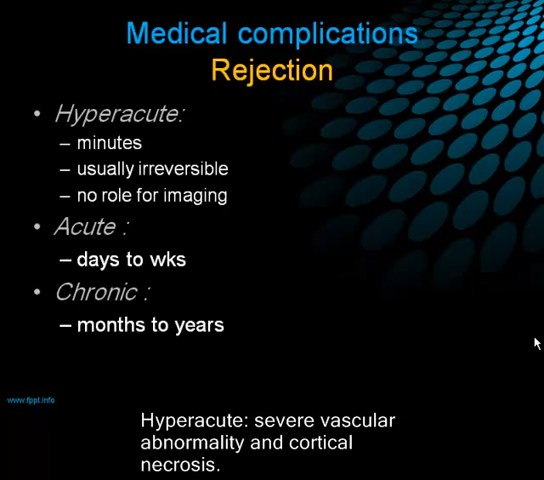 Medical complications
Rejection
• Hyperacute:
– minutes
– usually irreversible
– no role for imaging
• Acute :
– days to wks
• Chronic :
– months to years
www.fppt.info
Hyperacute: severe vascular
abnormality and cortical
necrosis.